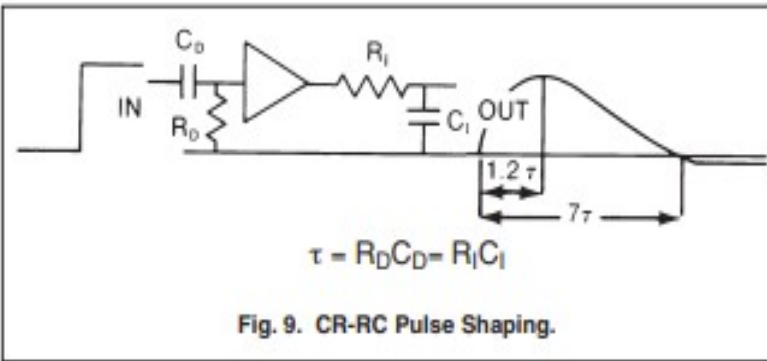 C_D
R_I
IN
OUT
R_D
C_I
1.2 τ
7τ
τ = R_DC_D= R_IC_I
Fig. 9. CR-RC Pulse Shaping.